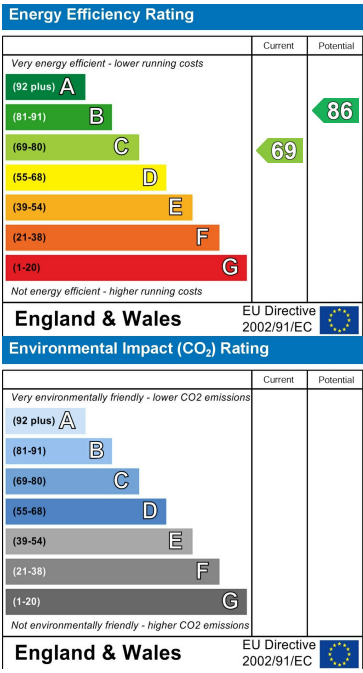 Energy Efficiency Rating
Current Potential
Very energy efficient - lower running costs
(92 plus) A
(81-91) B
(69-80) C
(55-68) D
(39-54) E
(21-38) F
(1-20) G
86
69
Not energy efficient - higher running costs
England & Wales
EU Directive
2002/91/EC
Environmental Impact (CO₂) Rating
Current Potential
Very environmentally friendly - lower CO2 emissions
(92 plus) A
(81-91) B
(69-80) C
(55-68) D
(39-54) E
(21-38) F
(1-20) G
Not environmentally friendly - higher CO2 emissions
England & Wales
EU Directive
2002/91/EC